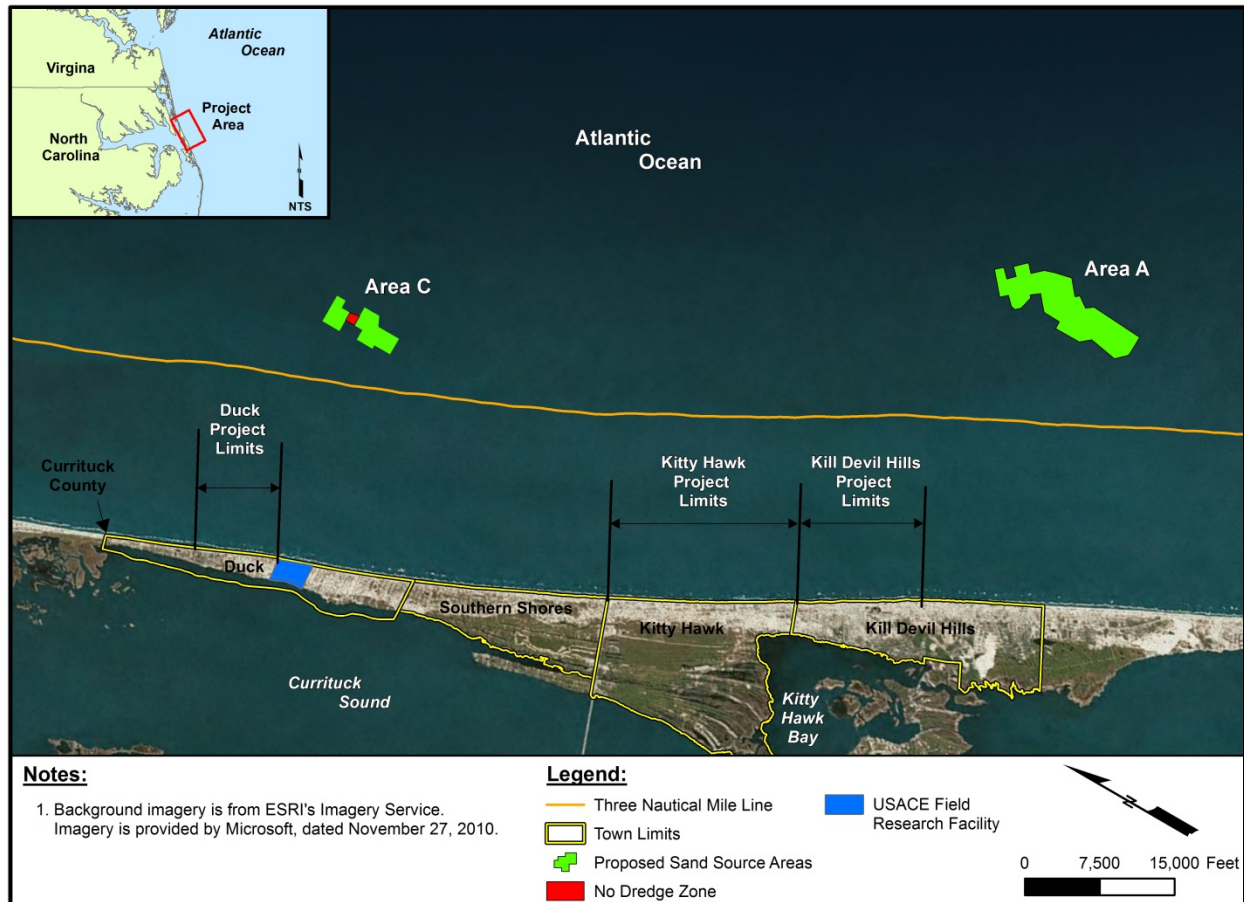 Atlantic
Ocean
Virginia
Project
Area
North
Carolina
N
NTS
Atlantic
Ocean
Area C
Area A
Duck
Project
Limits
Currituck
County
Kitty Hawk
Project
Limits
Kill Devil Hills
Project
Limits
Duck
Southern Shores
Kitty Hawk
Kill Devil Hills
Currituck
Sound
Kitty
Hawk
Bay
Notes:
1. Background imagery is from ESRI's Imagery Service.
Imagery is provided by Microsoft, dated November 27, 2010.
Legend:
Three Nautical Mile Line
Town Limits
Proposed Sand Source Areas
No Dredge Zone
USACE Field
Research Facility
N
0 7,500 15,000 Feet